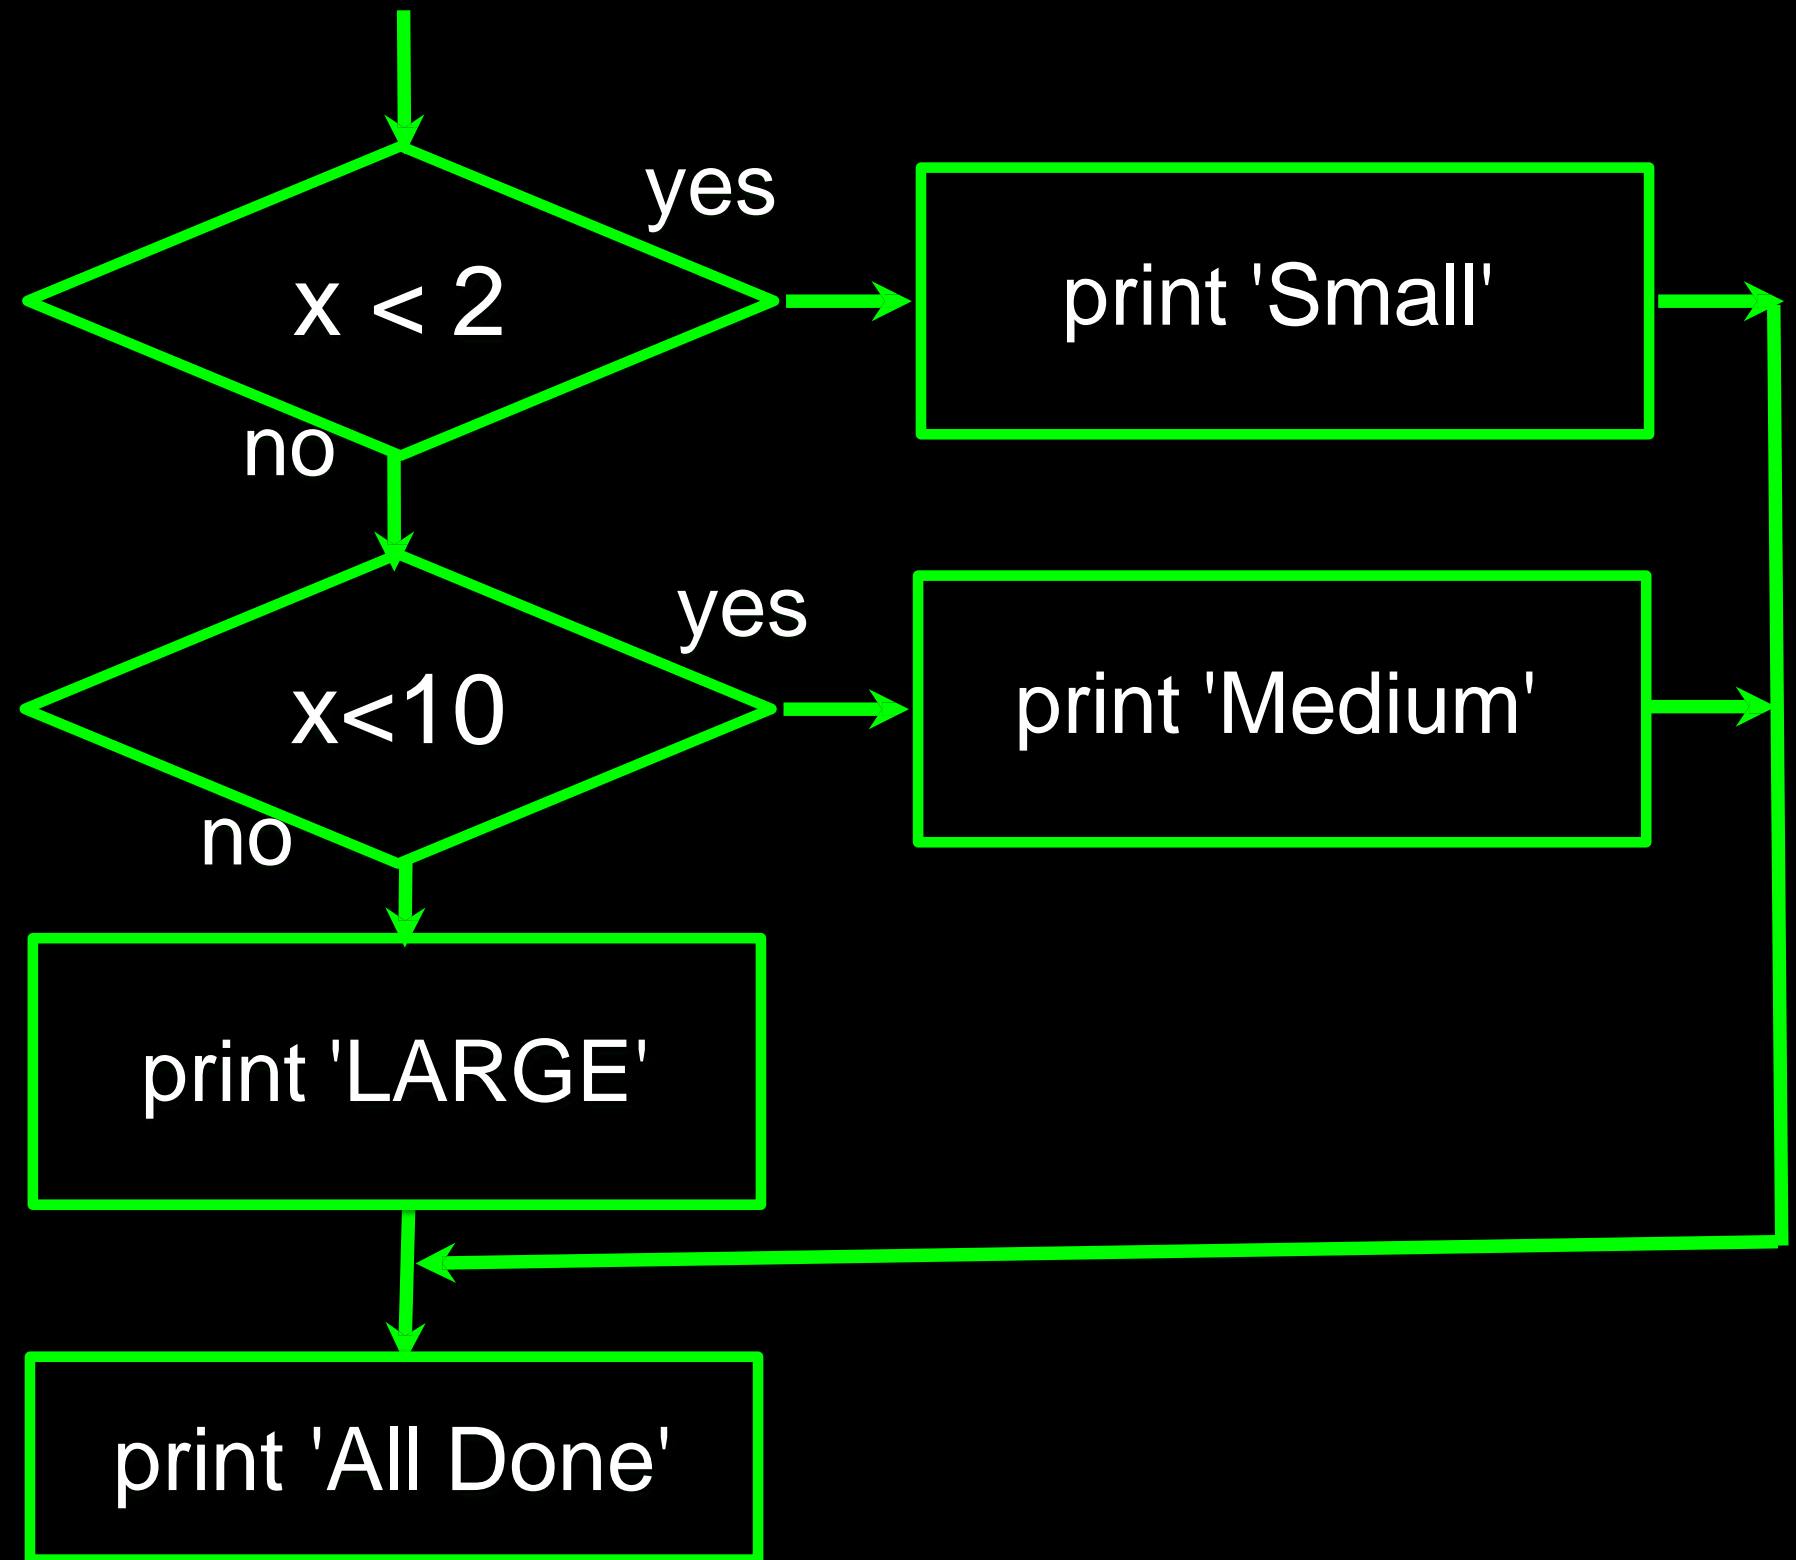 yes
x < 2
print 'Small'
no
yes
x<10
print 'Medium'
no
print 'LARGE'
print 'All Done'